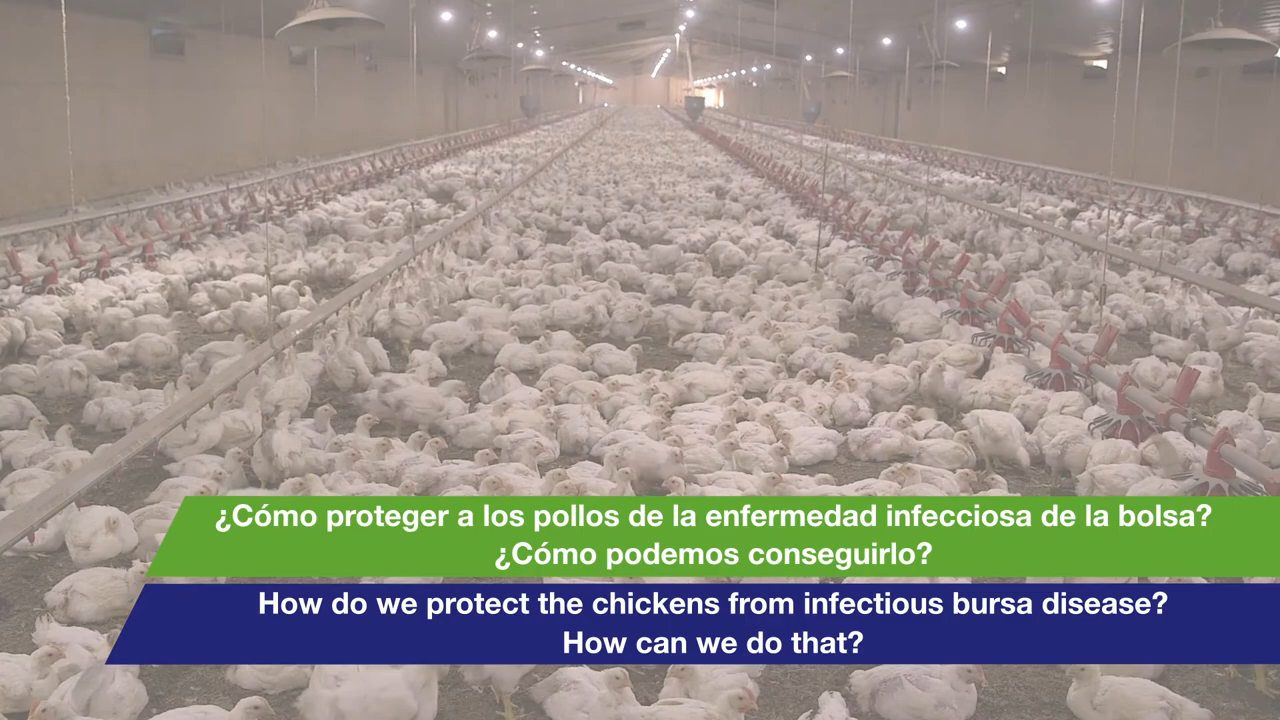 ¿Cómo proteger a los pollos de la enfermedad infecciosa de la bolsa?
¿Cómo podemos conseguirlo?
How do we protect the chickens from infectious bursa disease?
How can we do that?